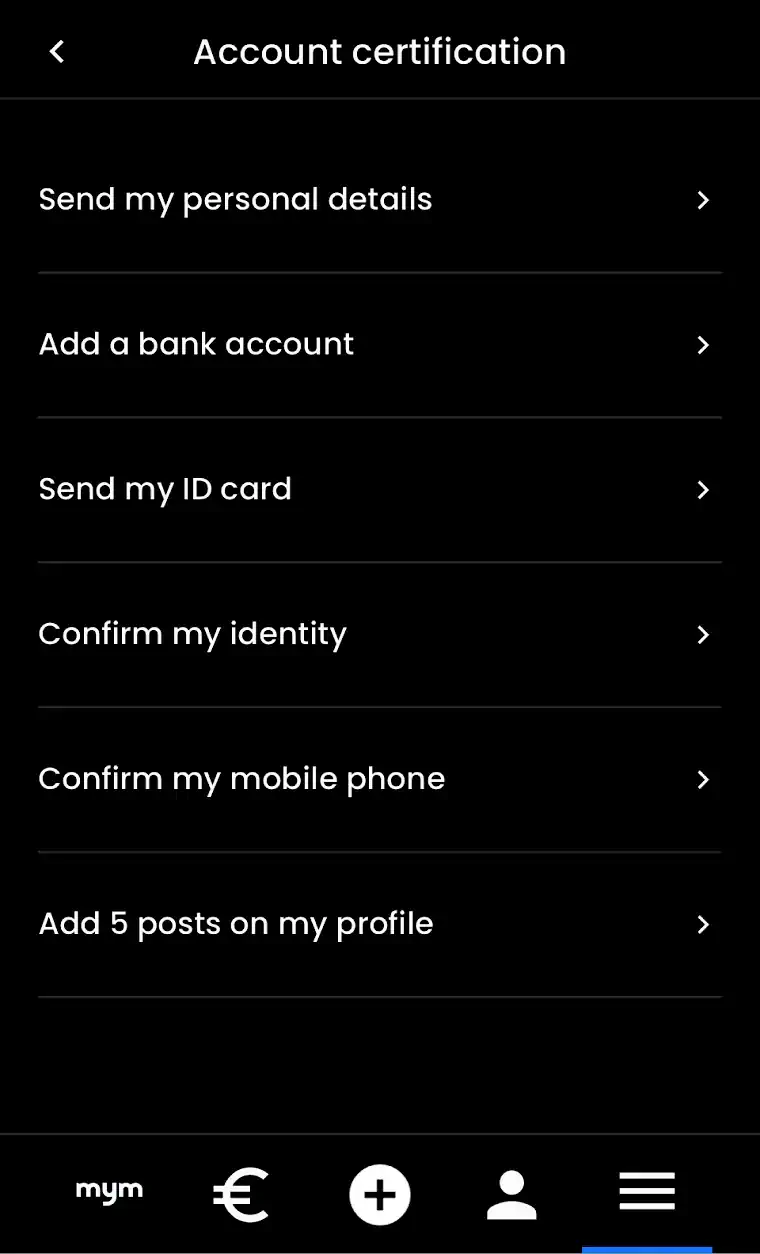 Account certification
Send my personal details
Add a bank account
Send my ID card
Confirm my identity
Confirm my mobile phone
Add 5 posts on my profile
mym